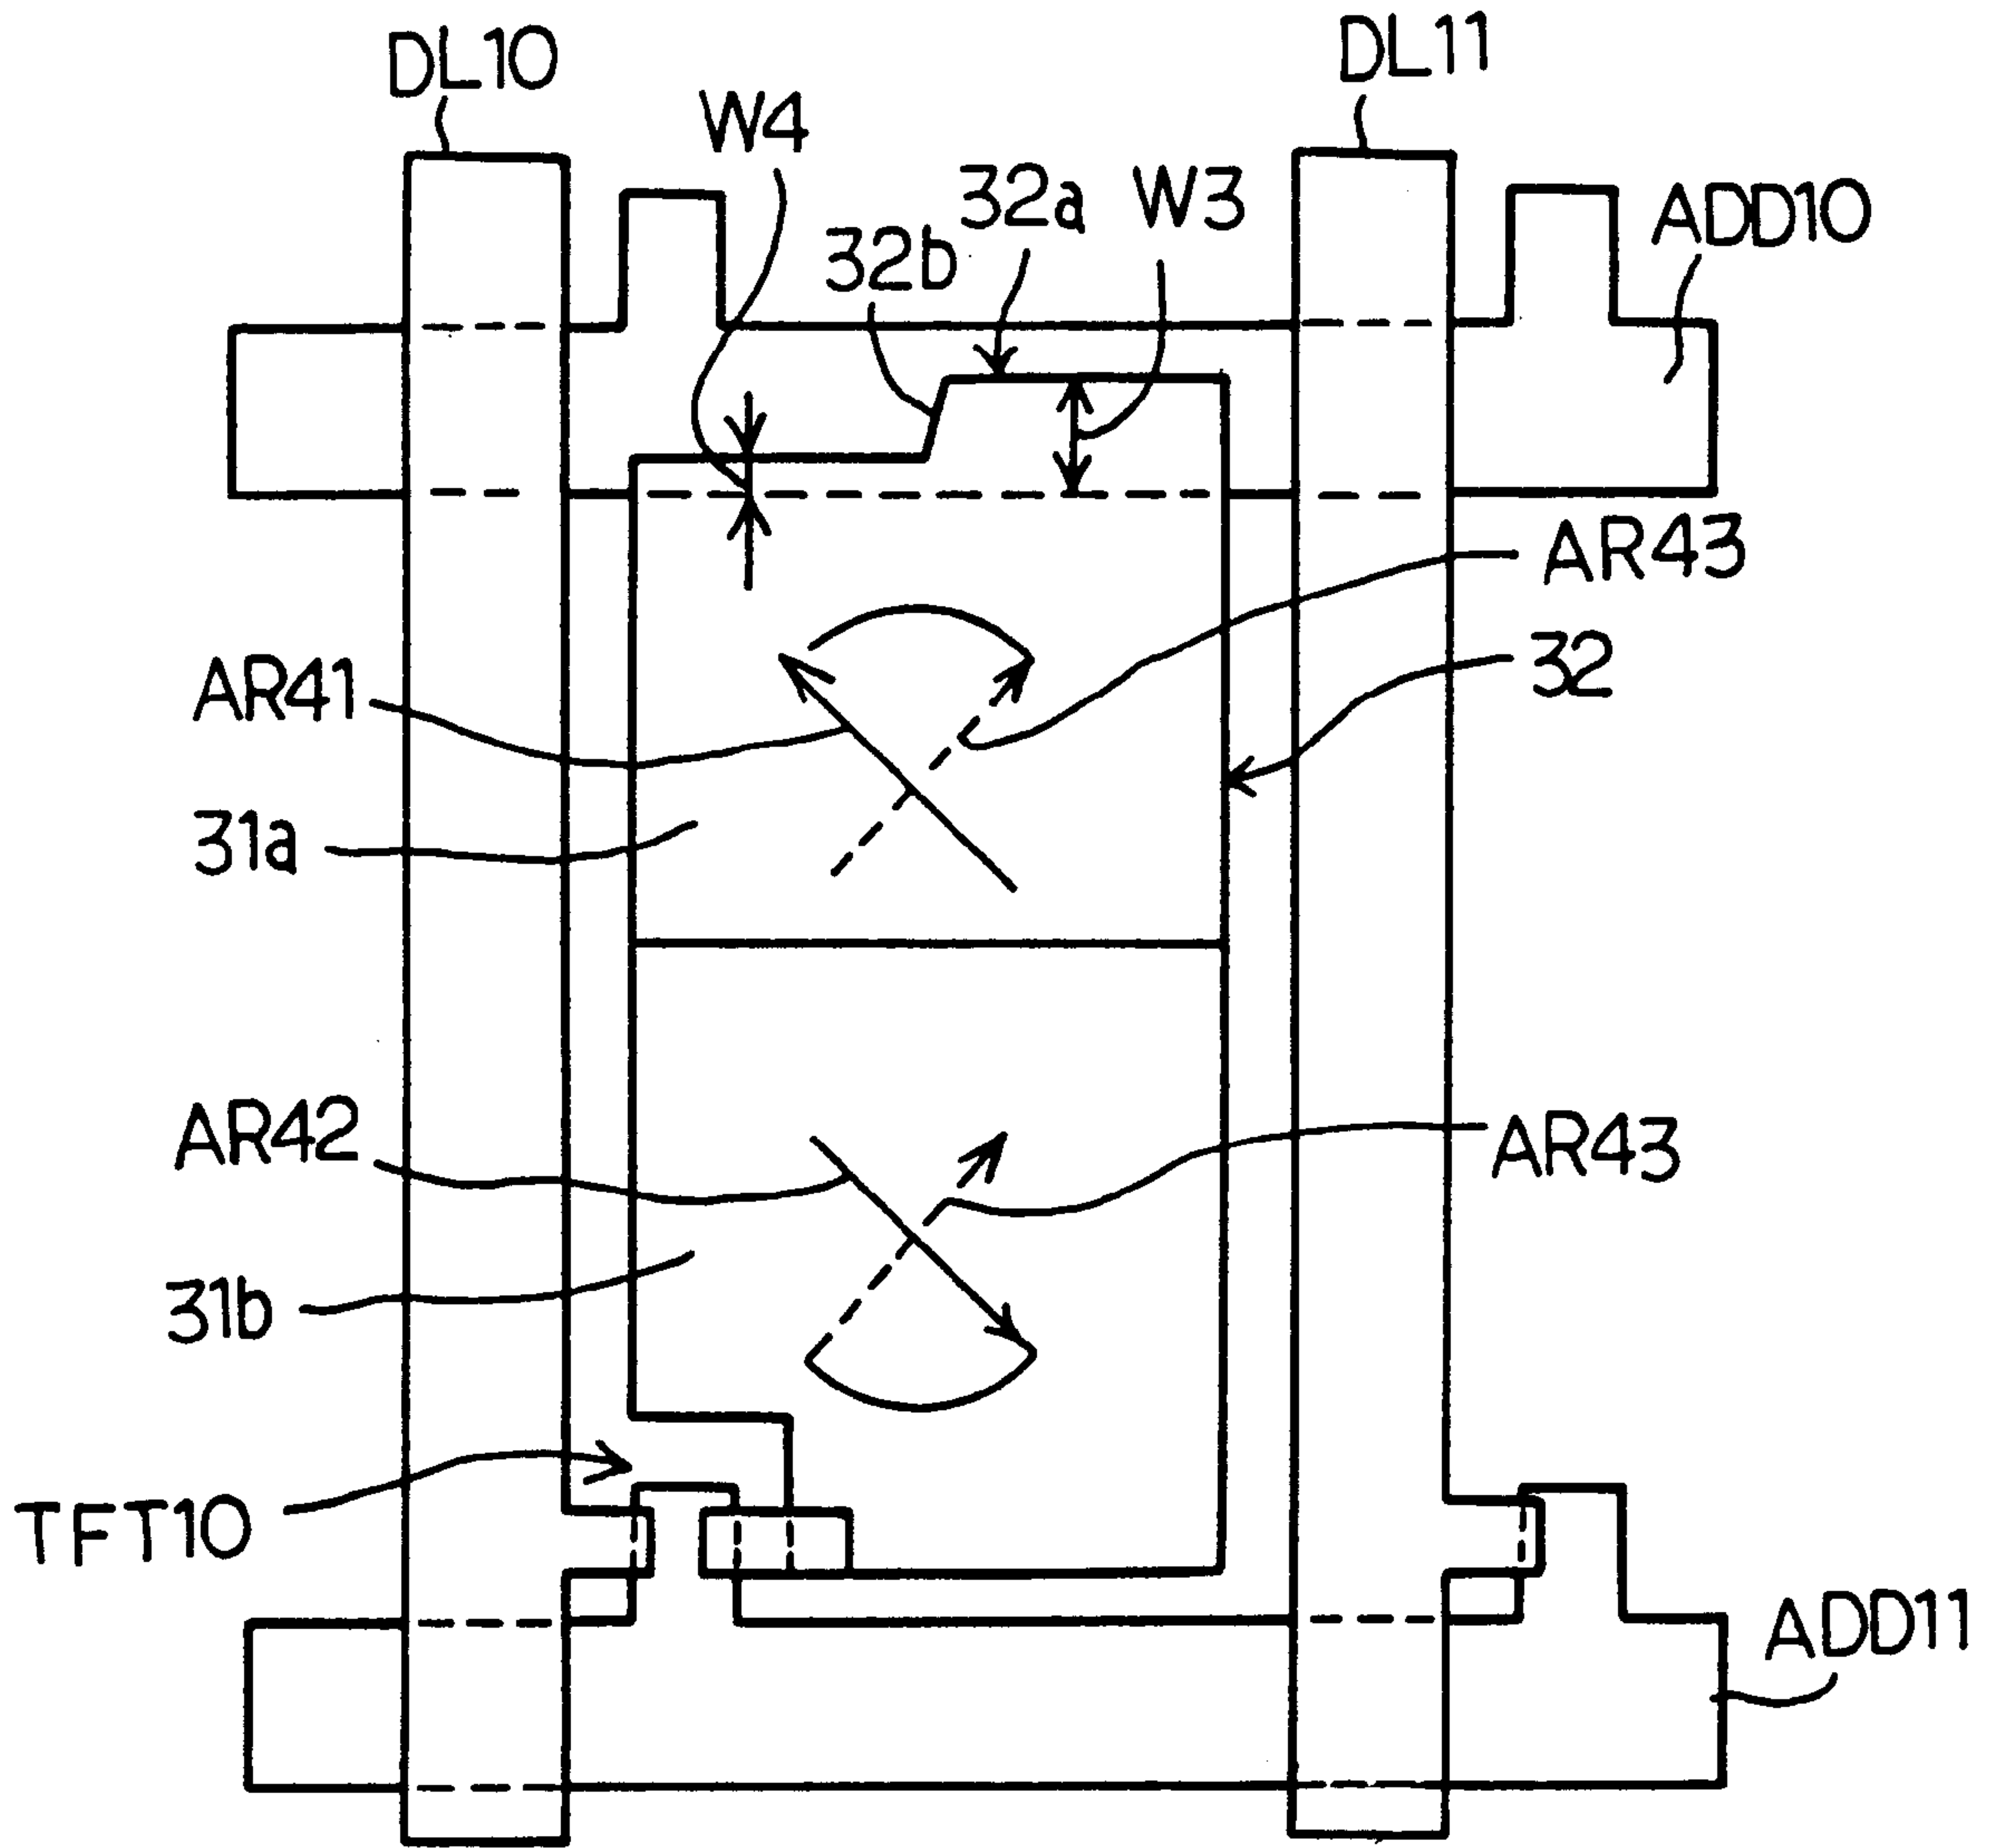 DL10
DL11
W4
32a
W3
ADD10
32b
AR43
32
AR41
31a
AR42
AR43
31b
TFT10
ADD11